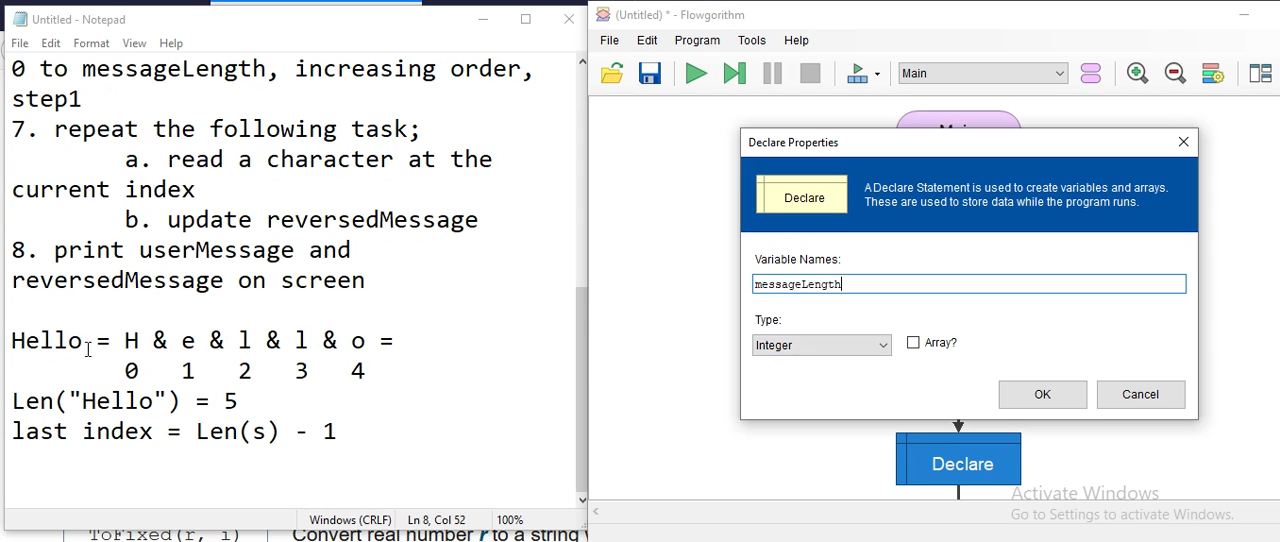 Untitled - Notepad
File Edit Format View Help
0 to messageLength, increasing order,
step1
7. repeat the following task;
a. read a character at the
current index
b. update reversedMessage
8. print userMessage and
reversedMessage on screen
Hello = H & e & l & l & o =
0 1 2 3 4
Len("Hello") = 5
last index = Len(s) - 1
Windows (CRLF) Ln 8, Col 52 100%
ToFixed(r, i) Convert real number r to a string
(Untitled) * - Flowgorithm
File Edit Program Tools Help
Main
Declare Properties
Declare
A Declare Statement is used to create variables and arrays.
These are used to store data while the program runs.
Variable Names:
messageLength
Type:
Integer
Array?
OK Cancel
Declare
Activate Windows
Go to Settings to activate Windows.